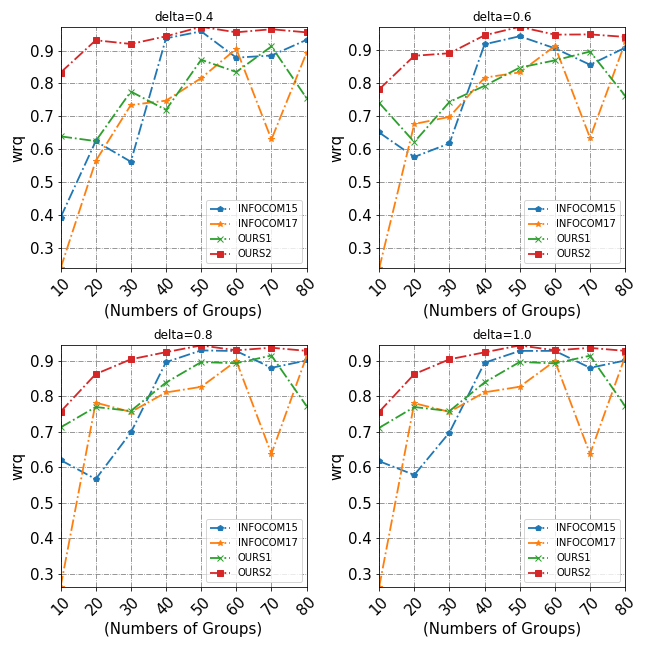 delta=0.4
wrq
0.9
0.8
0.7
0.6
0.5
0.4
0.3
INFOCOM15
INFOCOM17
OURS1
OURS2
10 20 30 40 50 60 70 80
(Numbers of Groups)
delta=0.6
wrq
0.9
0.8
0.7
0.6
0.5
0.4
0.3
INFOCOM15
INFOCOM17
OURS1
OURS2
10 20 30 40 50 60 70 80
(Numbers of Groups)
delta=0.8
wrq
0.9
0.8
0.7
0.6
0.5
0.4
0.3
INFOCOM15
INFOCOM17
OURS1
OURS2
10 20 30 40 50 60 70 80
(Numbers of Groups)
delta=1.0
wrq
0.9
0.8
0.7
0.6
0.5
0.4
0.3
INFOCOM15
INFOCOM17
OURS1
OURS2
10 20 30 40 50 60 70 80
(Numbers of Groups)